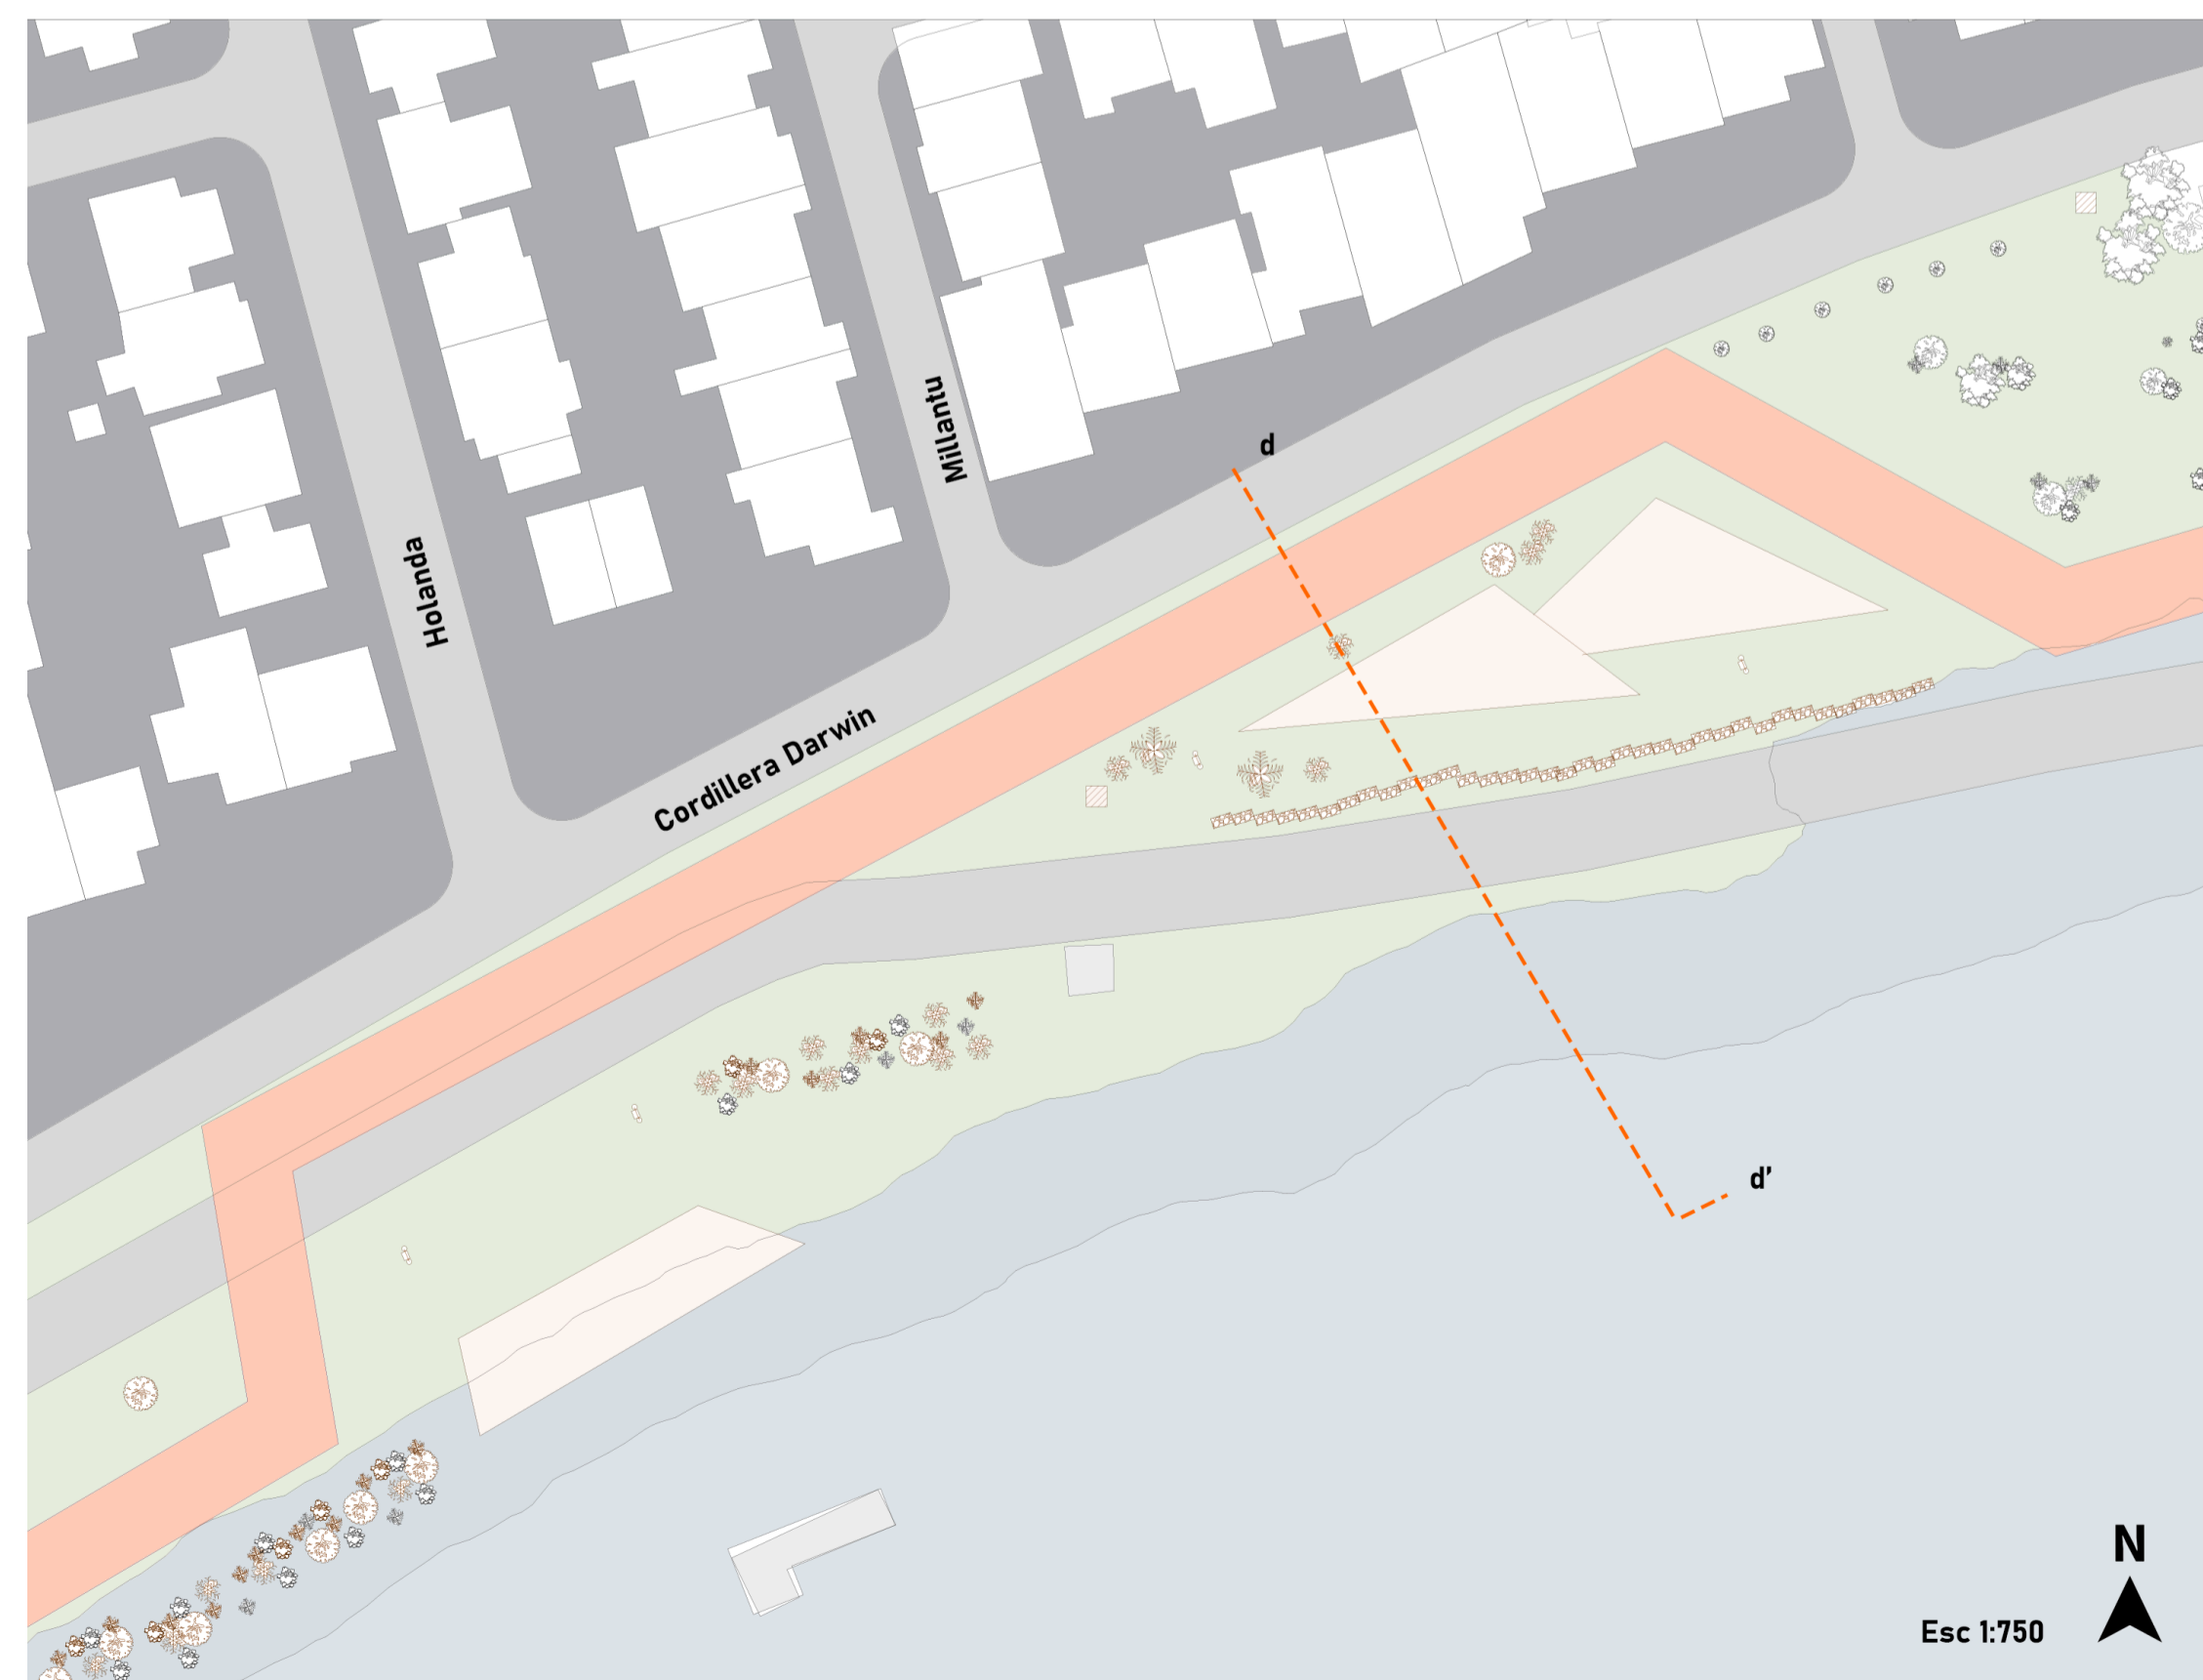 d
Millantu
Holanda
Cordillera Darwin
d’
N
Esc 1:750